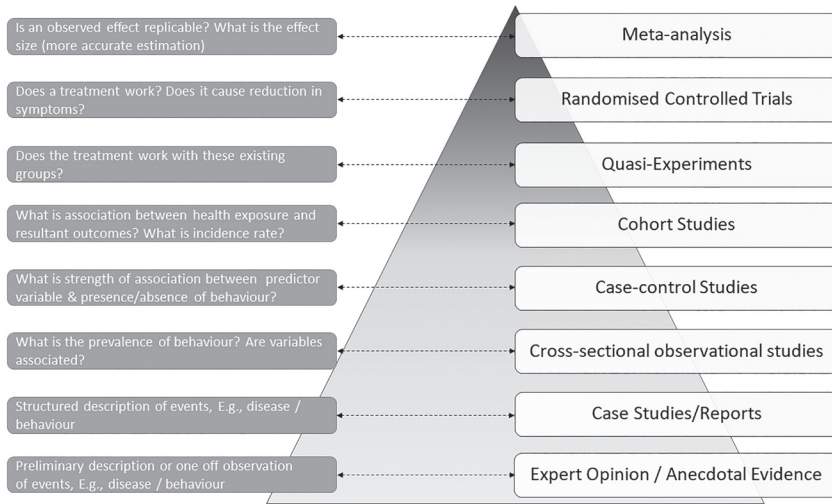 Is an observed effect replicable? What is the effect
size (more accurate estimation)
Meta-analysis
Does a treatment work? Does it cause reduction in
symptoms?
Randomised Controlled Trials
Does the treatment work with these existing
groups?
Quasi-Experiments
What is association between health exposure and
resultant outcomes? What is incidence rate?
Cohort Studies
What is strength of association between predictor
variable & presence/absence of behaviour?
Case-control Studies
What is the prevalence of behaviour? Are variables
associated?
Cross-sectional observational studies
Structured description of events, E.g., disease /
behaviour
Case Studies/Reports
Preliminary description or one off observation
of events, E.g., disease / behaviour
Expert Opinion / Anecdotal Evidence